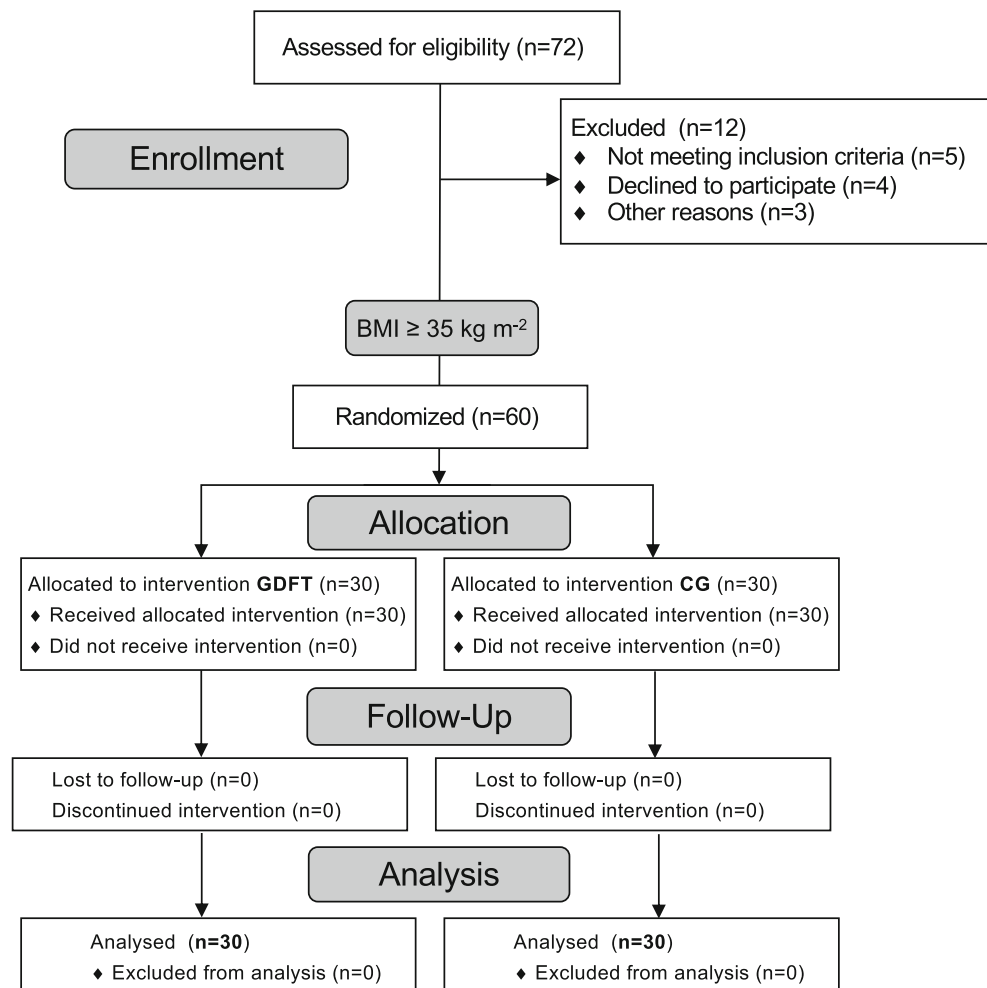 Assessed for eligibility (n=72)
Enrollment
Excluded (n=12)
♦ Not meeting inclusion criteria (n=5)
♦ Declined to participate (n=4)
♦ Other reasons (n=3)
BMI ≥ 35 kg m⁻²
Randomized (n=60)
Allocation
Allocated to intervention GDFT (n=30)
♦ Received allocated intervention (n=30)
♦ Did not receive intervention (n=0)
Allocated to intervention CG (n=30)
♦ Received allocated intervention (n=30)
♦ Did not receive intervention (n=0)
Follow-Up
Lost to follow-up (n=0)
Discontinued intervention (n=0)
Lost to follow-up (n=0)
Discontinued intervention (n=0)
Analysis
Analysed (n=30)
♦ Excluded from analysis (n=0)
Analysed (n=30)
♦ Excluded from analysis (n=0)